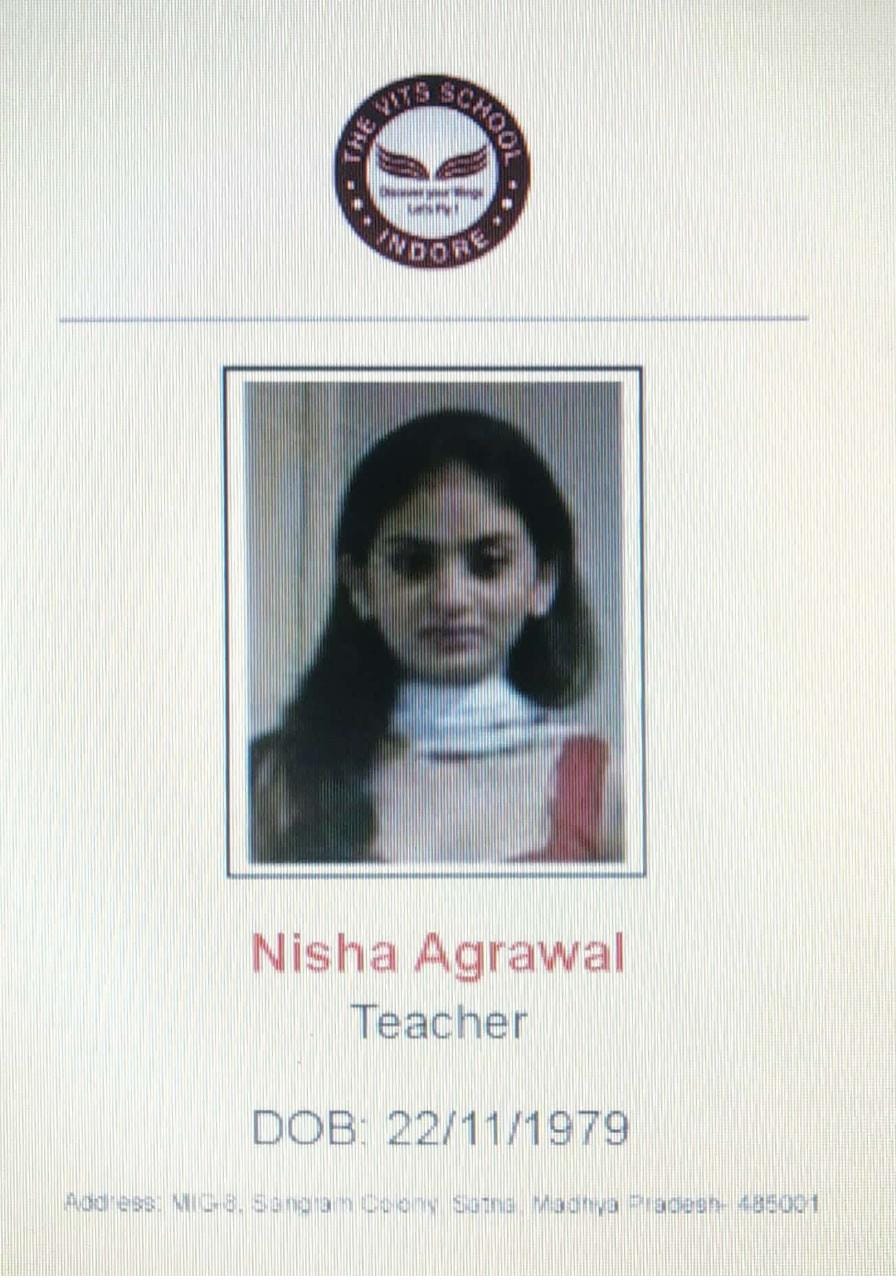 THE VITS SCHOOL
Discover your Wings
Let's Fly !
INDORE
Nisha Agrawal
Teacher
DOB: 22/11/1979
Address: MIG-8, Sangram Colony, Satna, Madhya Pradesh- 485001